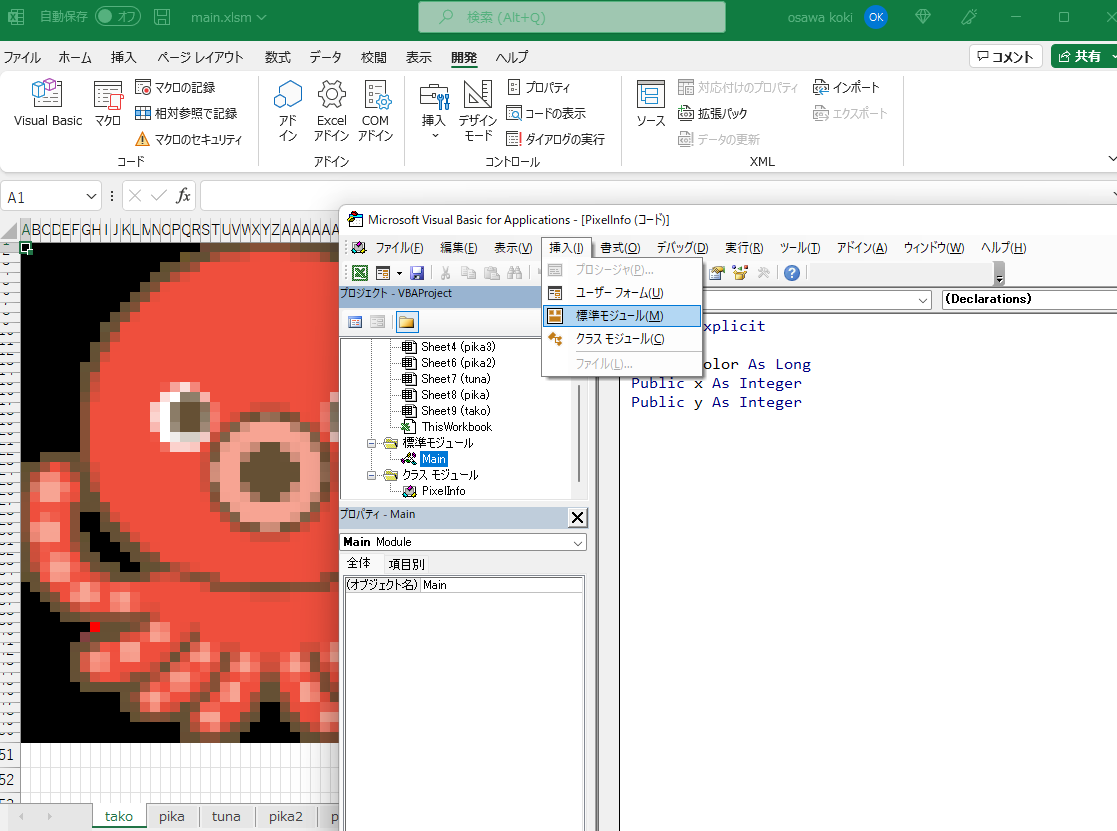 自動保存 オフ main.xlsm 検索 (Alt+Q) osawa koki OK
ファイル ホーム 挿入 ページ レイアウト 数式 データ 校閲 表示 開発 ヘルプ コメント 共有
Visual Basic マクロ マクロの記録 相対参照で記録 マクロのセキュリティ
コード
アドイン Excel アドイン COM アドイン
アドイン
挿入 デザイン モード プロパティ コードの表示 ダイアログの実行
コントロール
ソース 対応付けのプロパティ 拡張パック データの更新 インポート エクスポート
XML
A1 fx
Microsoft Visual Basic for Applications - [PixelInfo (コード)]
ファイル(F) 編集(E) 表示(V) 挿入(I) 書式(O) デバッグ(D) 実行(R) ツール(T) アドイン(A) ウィンドウ(W) ヘルプ(H)
プロシージャ(P)...
ユーザー フォーム(U)
標準モジュール(M)
クラス モジュール(C)
ファイル(L)...
プロジェクト - VBAProject
Sheet4 (pika3)
Sheet6 (pika2)
Sheet7 (tuna)
Sheet8 (pika)
Sheet9 (tako)
ThisWorkbook
標準モジュール
Main
クラス モジュール
PixelInfo
プロパティ - Main
Main Module
全体 項目別
(オブジェクト名) Main
(Declarations)
xplicit
olor As Long
Public x As Integer
Public y As Integer
51
52
tako pika tuna pika2 p